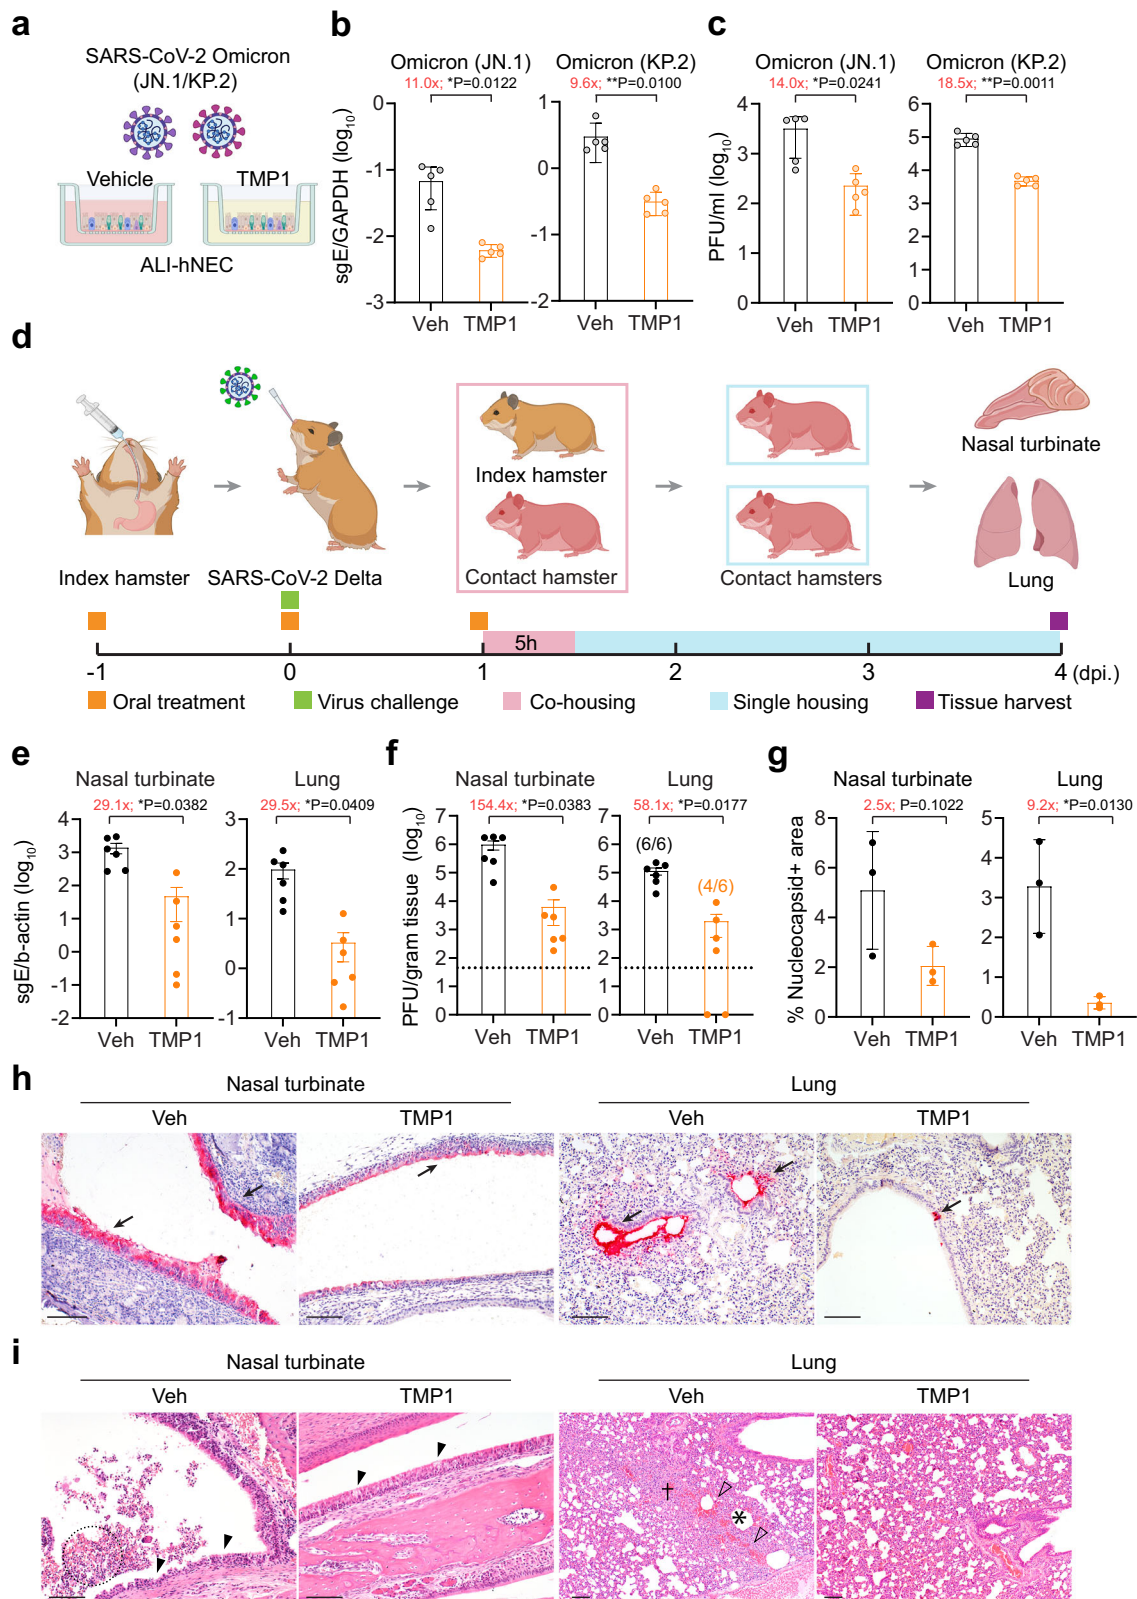 a
SARS-CoV-2 Omicron
(JN.1/KP.2)
Vehicle TMP1
ALI-hNEC
b
Omicron (JN.1) Omicron (KP.2)
11.0x; *P=0.0122 9.6x; **P=0.0100
sgE/GAPDH (log10)
0
-1
-2
-3
1
0
-1
-2
Veh TMP1 Veh TMP1
c
Omicron (JN.1) Omicron (KP.2)
14.0x; *P=0.0241 18.5x; **P=0.0011
PFU/ml (log10)
4
3
2
1
0
6
5
4
3
2
1
0
Veh TMP1 Veh TMP1
d
Index hamster
SARS-CoV-2 Delta
Index hamster
Contact hamster
Contact hamsters
Nasal turbinate
Lung
5h
-1 0 1 2 3 4 (dpi.)
Oral treatment Virus challenge Co-housing Single housing Tissue harvest
e
Nasal turbinate Lung
29.1x; *P=0.0382 29.5x; *P=0.0409
sgE/b-actin (log10)
4
3
2
1
0
-1
-2
3
2
1
0
-1
Veh TMP1 Veh TMP1
f
Nasal turbinate Lung
154.4x; *P=0.0383 58.1x; *P=0.0177
PFU/gram tissue (log10)
7
6
5
4
3
2
1
0
7
6
5
4
3
2
1
0
(6/6)
(4/6)
Veh TMP1 Veh TMP1
g
Nasal turbinate Lung
2.5x; P=0.1022 9.2x; *P=0.0130
% Nucleocapsid+ area
8
6
4
2
0
5
4
3
2
1
0
Veh TMP1 Veh TMP1
h
Nasal turbinate Lung
Veh TMP1 Veh TMP1
i
Nasal turbinate Lung
Veh TMP1 Veh TMP1
†
*